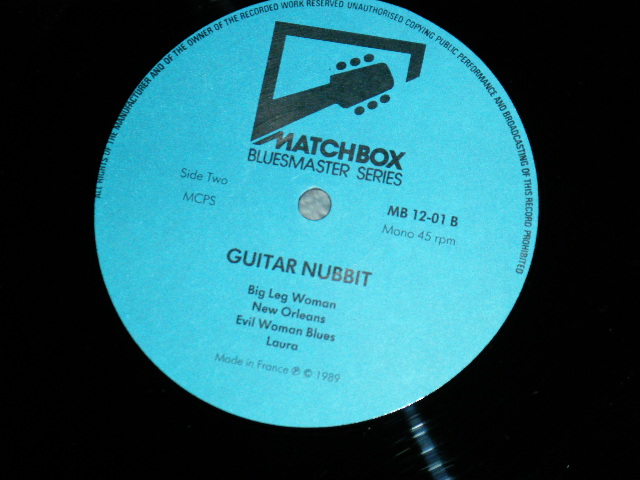 ALL RIGHTS OF THE MANUFACTURER AND OF THE OWNER OF THE RECORDED WORK RESERVED UNAUTHORISED COPYING PUBLIC PERFORMANCE AND BROADCASTING OF THIS RECORD PROHIBITED
MATCHBOX
BLUESMASTER SERIES
Side Two
MCPS
MB 12-01 B
Mono 45 rpm
GUITAR NUBBIT
Big Leg Woman
New Orleans
Evil Woman Blues
Laura
Made in France ℗ © 1989